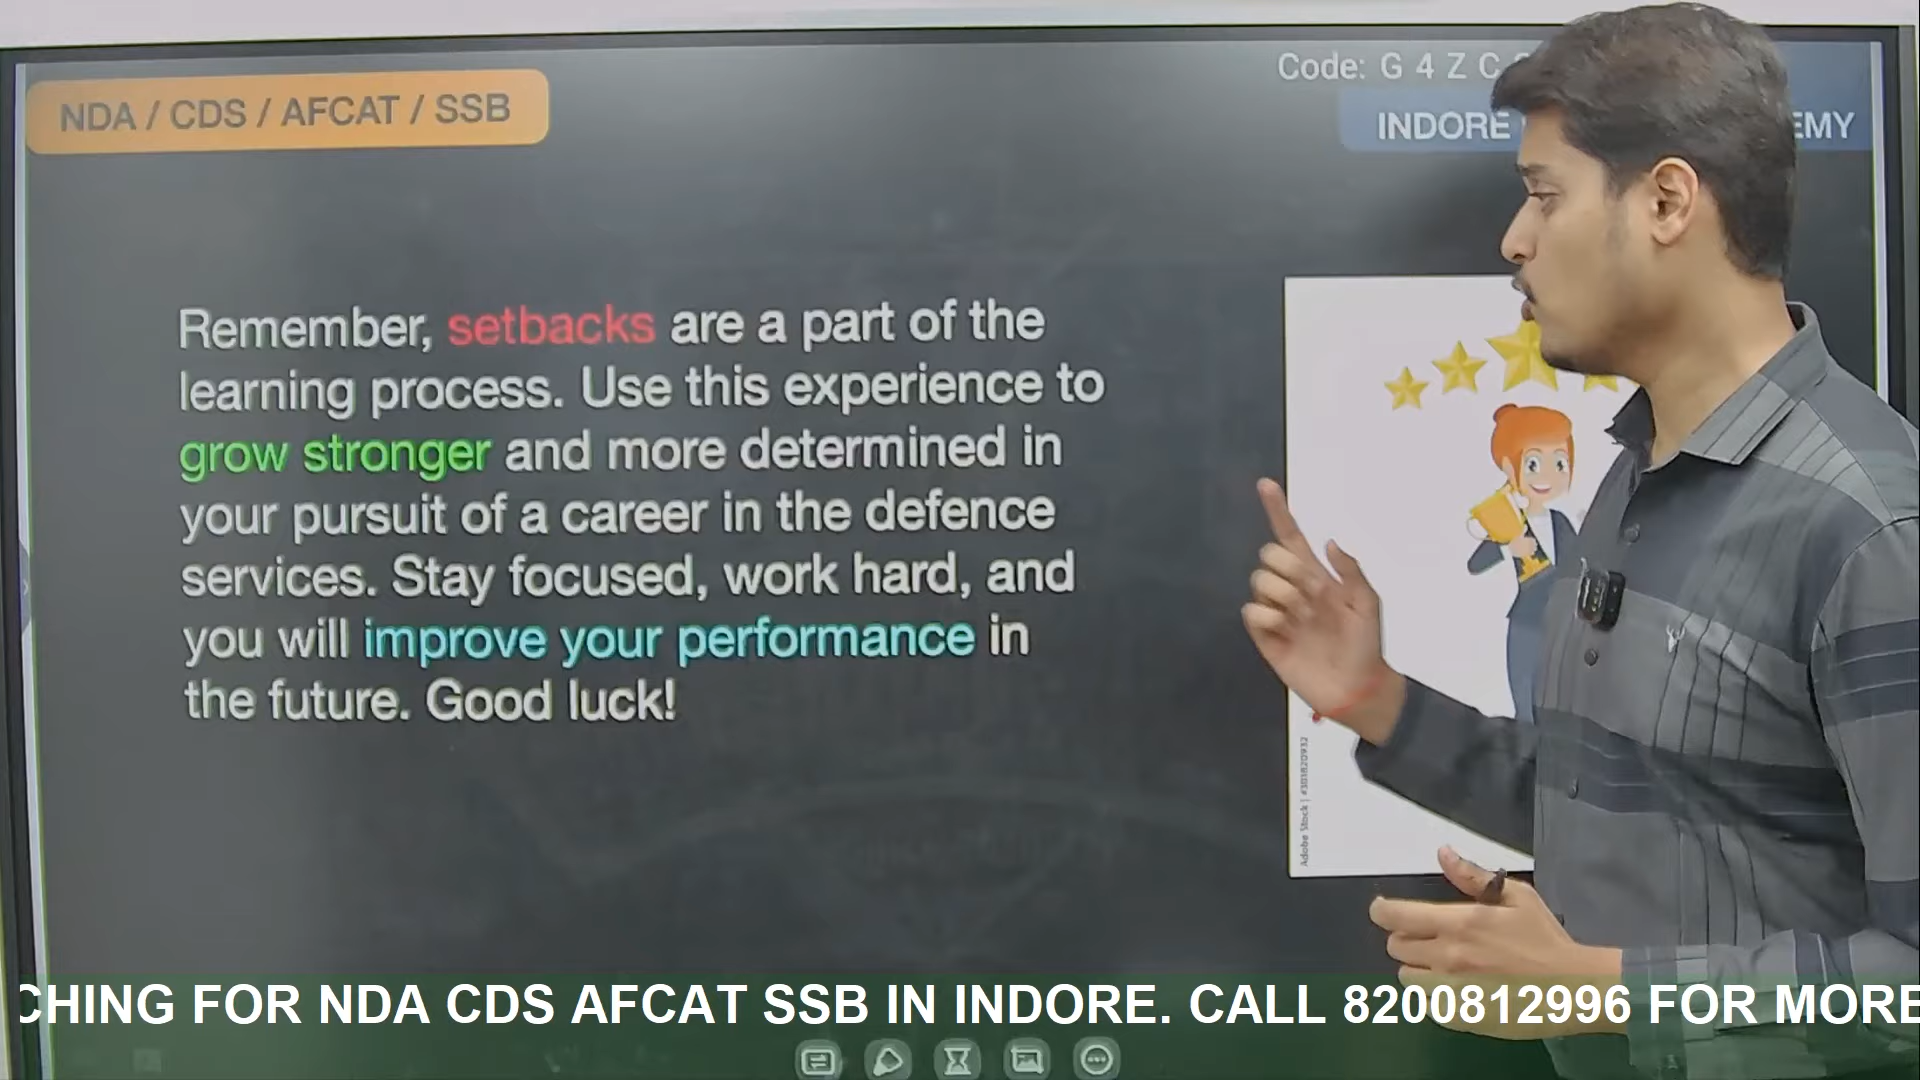 Code: G 4 Z C
NDA / CDS / AFCAT / SSB
INDORE EMY
Remember, setbacks are a part of the
learning process. Use this experience to
grow stronger and more determined in
your pursuit of a career in the defence
services. Stay focused, work hard, and
you will improve your performance in
the future. Good luck!
Adobe Stock | #303820932
CHING FOR NDA CDS AFCAT SSB IN INDORE. CALL 8200812996 FOR MORE